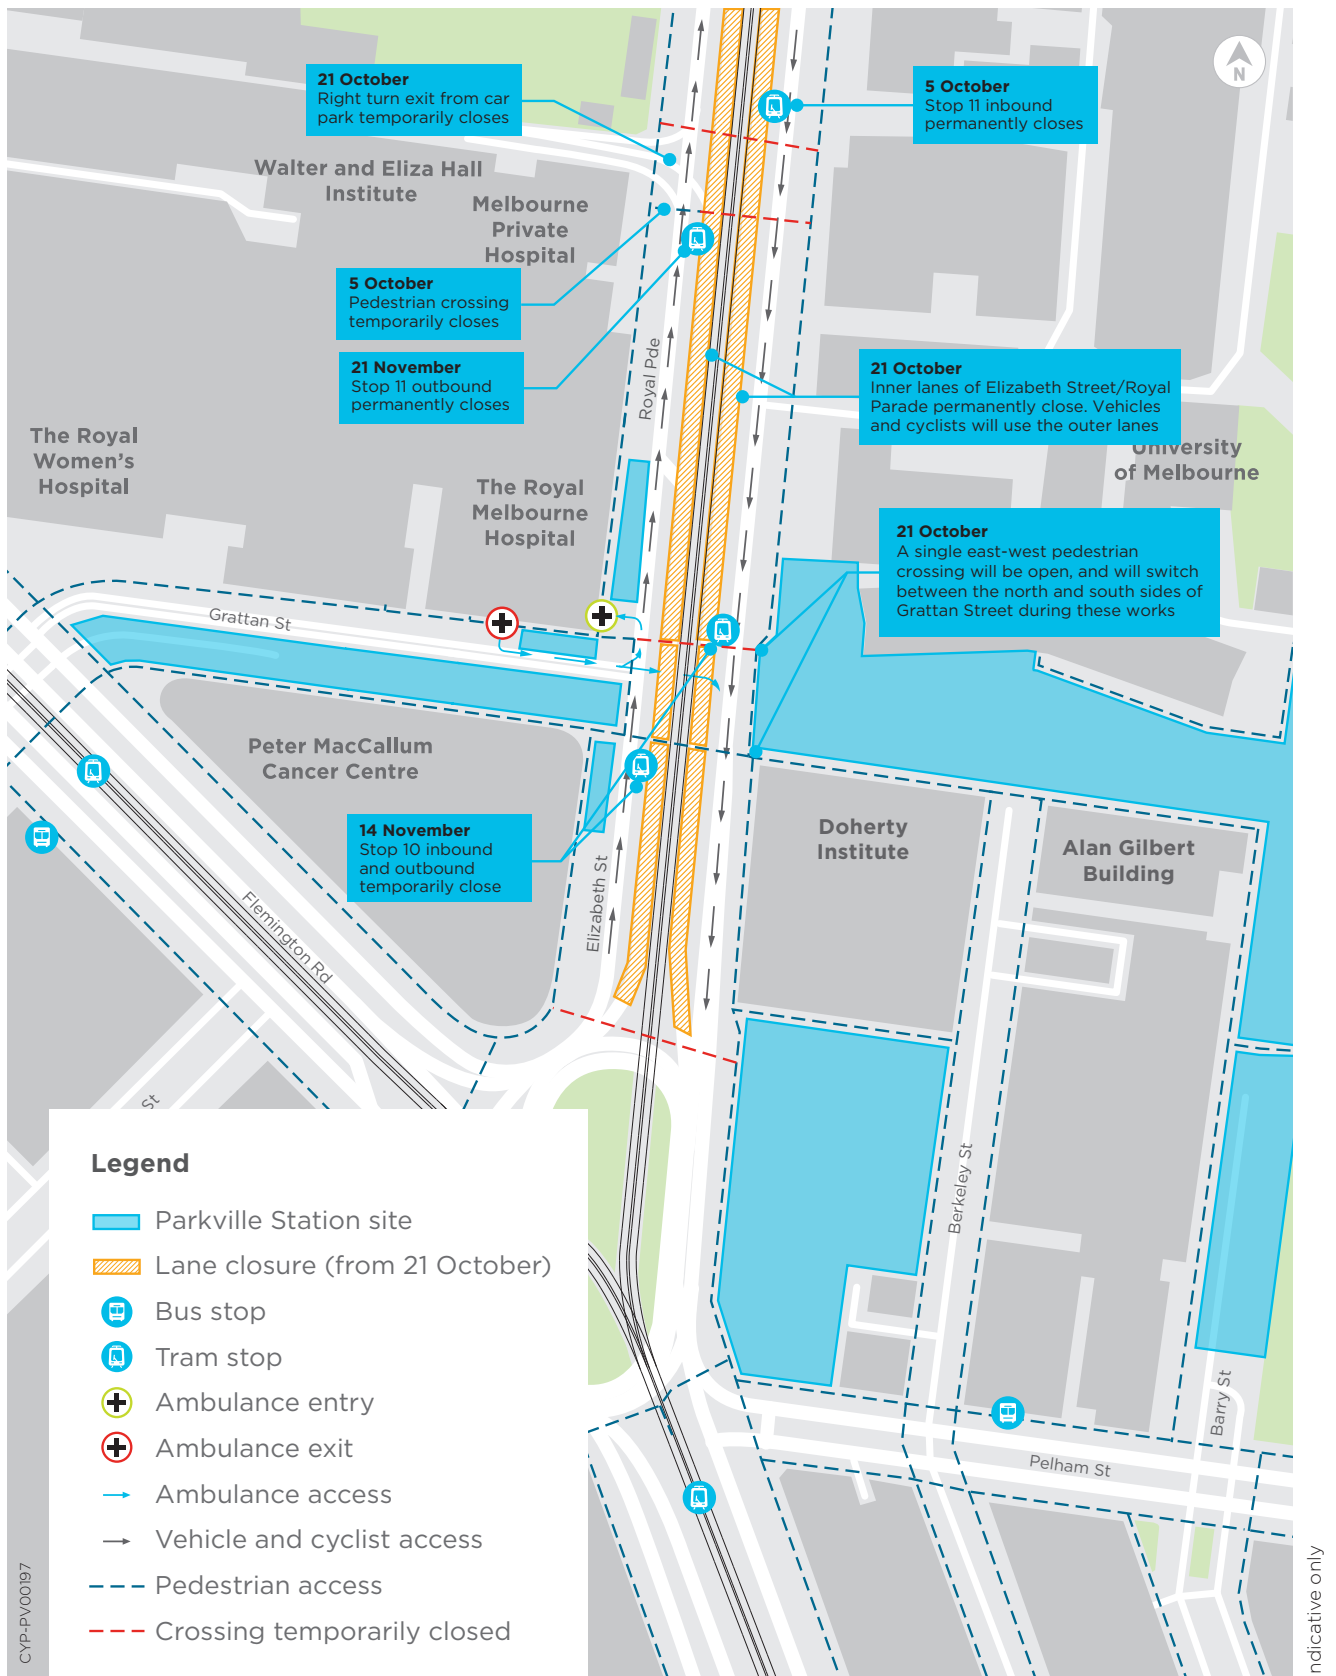 N
21 October
Right turn exit from car
park temporarily closes
5 October
Stop 11 inbound
permanently closes
Walter and Eliza Hall
Institute
Melbourne
Private
Hospital
5 October
Pedestrian crossing
temporarily closes
21 November
Stop 11 outbound
permanently closes
Royal Pde
21 October
Inner lanes of Elizabeth Street/Royal
Parade permanently close. Vehicles
and cyclists will use the outer lanes
The Royal
Women's
Hospital
University
of Melbourne
The Royal
Melbourne
Hospital
21 October
A single east-west pedestrian
crossing will be open, and will switch
between the north and south sides of
Grattan Street during these works
Grattan St
Peter MacCallum
Cancer Centre
14 November
Stop 10 inbound
and outbound
temporarily close
Doherty
Institute
Alan Gilbert
Building
Elizabeth St
Flemington Rd
St
Berkeley St
Barry St
Pelham St
Legend
Parkville Station site
Lane closure (from 21 October)
Bus stop
Tram stop
Ambulance entry
Ambulance exit
Ambulance access
Vehicle and cyclist access
Pedestrian access
Crossing temporarily closed
CYP-PV00197
ndicative only